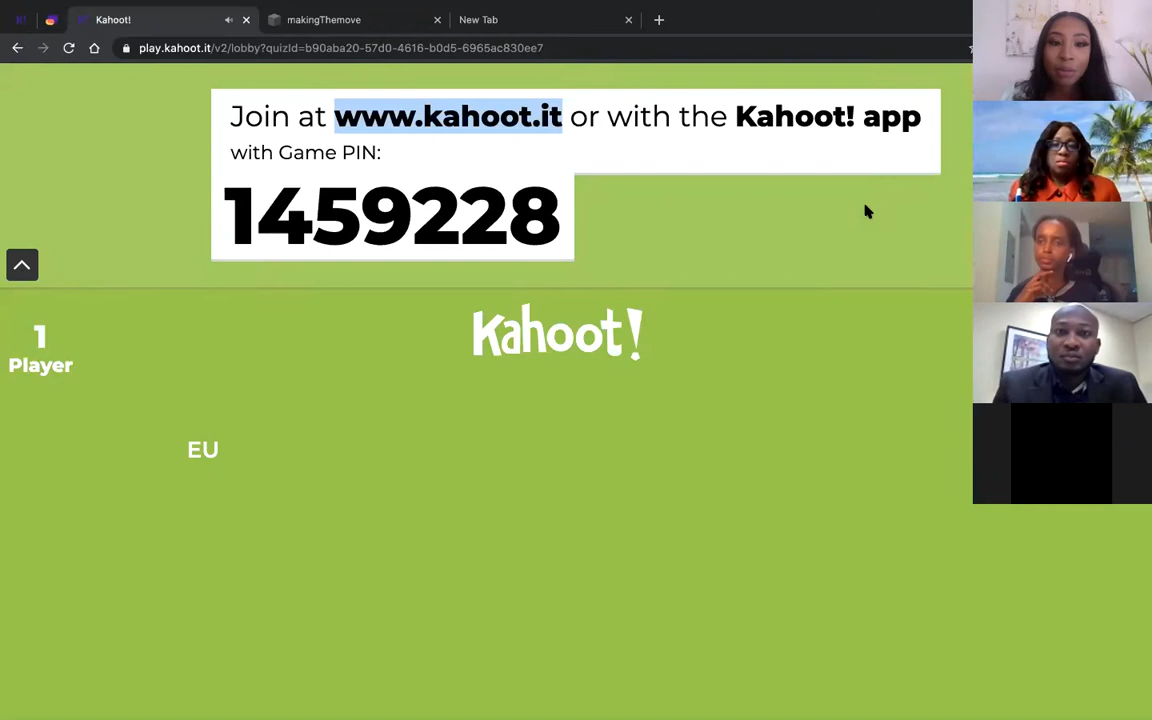 Kahoot!
makingThemove
New Tab
play.kahoot.it/v2/lobby?quizId=b90aba20-57d0-4616-b0d5-6965ac830ee7
Join at www.kahoot.it or with the Kahoot! app
with Game PIN:
1459228
Kahoot!
1
Player
EU